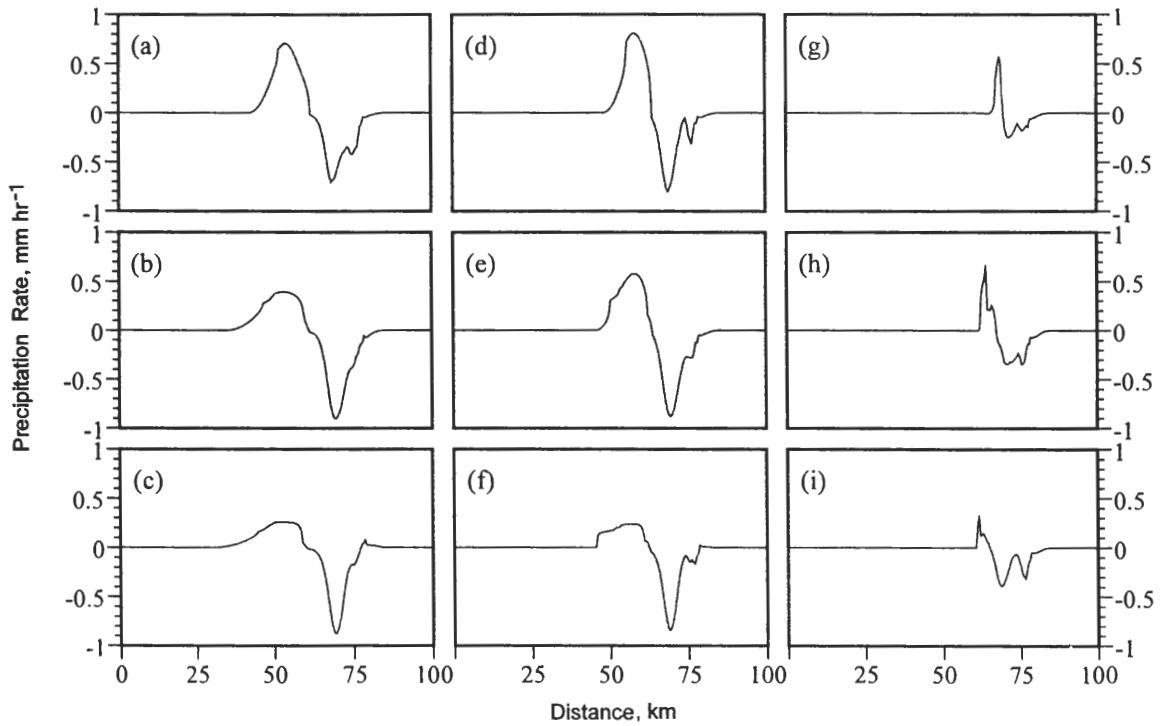 1 (a) (d) (g) 1
0.5 0.5
0 0
-0.5 -0.5
-1 -1
1 (b) (e) (h) 1
0.5 0.5
0 0
-0.5 -0.5
-1 -1
1 (c) (f) (i) 1
0.5 0.5
0 0
-0.5 -0.5
-1 -1
0 25 50 75 100 25 50 75 100 25 50 75 100
Precipitation Rate, mm hr⁻¹
Distance, km